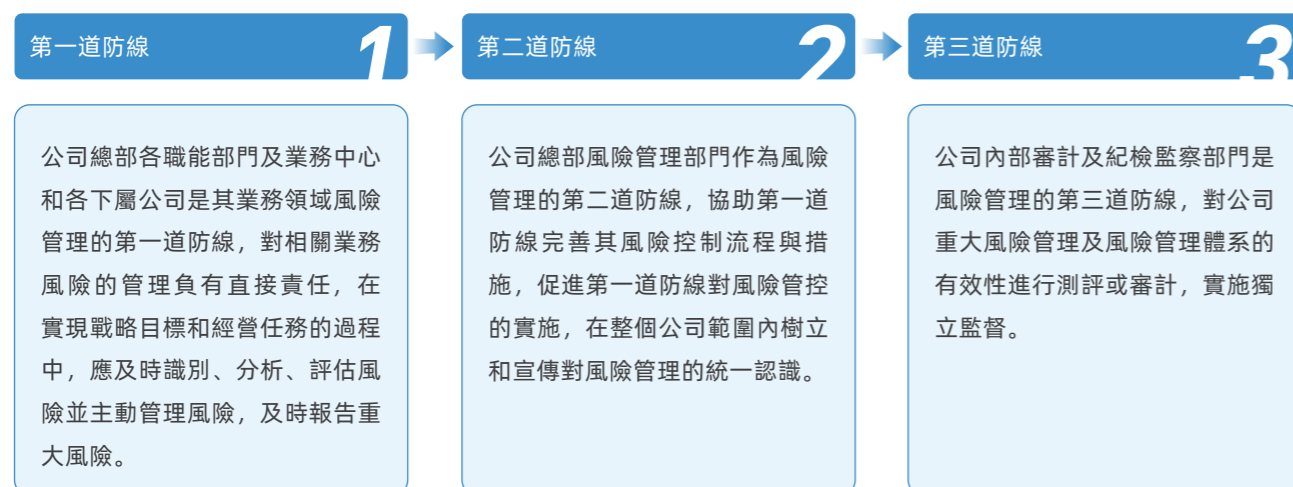 第一道防線
1
公司總部各職能部門及業務中心
和各下屬公司是其業務領域風險
管理的第一道防線，對相關業務
風險的管理負有直接責任，在
實現戰略目標和經營任務的過程
中，應及時識別、分析、評估風
險並主動管理風險，及時報告重
大風險。
第二道防線
2
公司總部風險管理部門作為風險
管理的第二道防線，協助第一道
防線完善其風險控制流程與措
施，促進第一道防線對風險管控
的實施，在整個公司範圍內樹立
和宣傳對風險管理的統一認識。
第三道防線
3
公司內部審計及紀檢監察部門是
風險管理的第三道防線，對公司
重大風險管理及風險管理體系的
有效性進行測評或審計，實施獨
立監督。